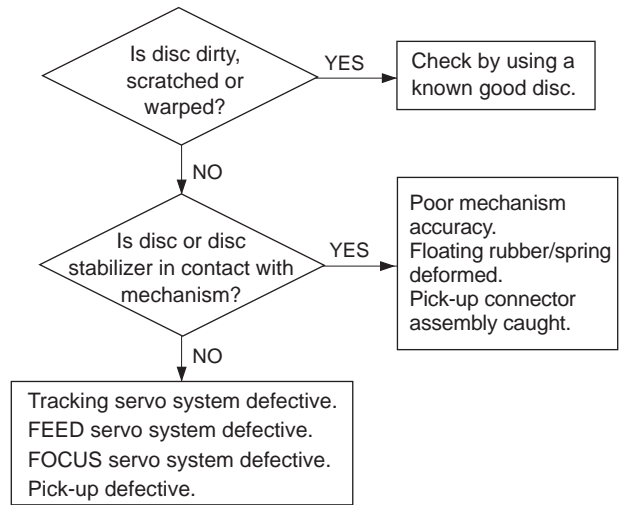 Is disc dirty,
scratched or
warped?
YES
Check by using a
known good disc.
NO
Is disc or disc
stabilizer in contact with
mechanism?
YES
Poor mechanism
accuracy.
Floating rubber/spring
deformed.
Pick-up connector
assembly caught.
NO
Tracking servo system defective.
FEED servo system defective.
FOCUS servo system defective.
Pick-up defective.